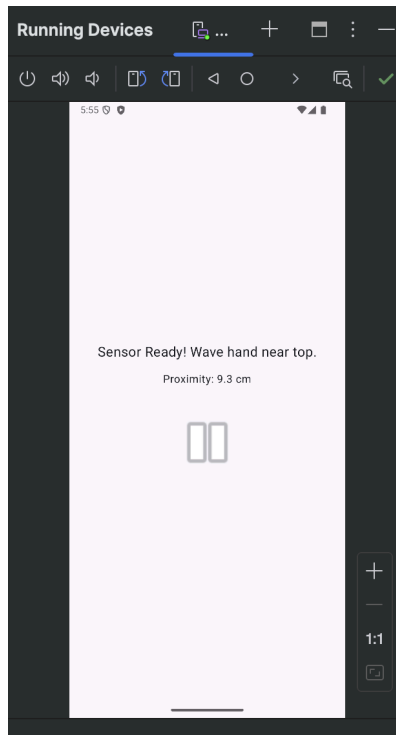 Running Devices
...
5:55
Sensor Ready! Wave hand near top.
Proximity: 9.3 cm
1:1